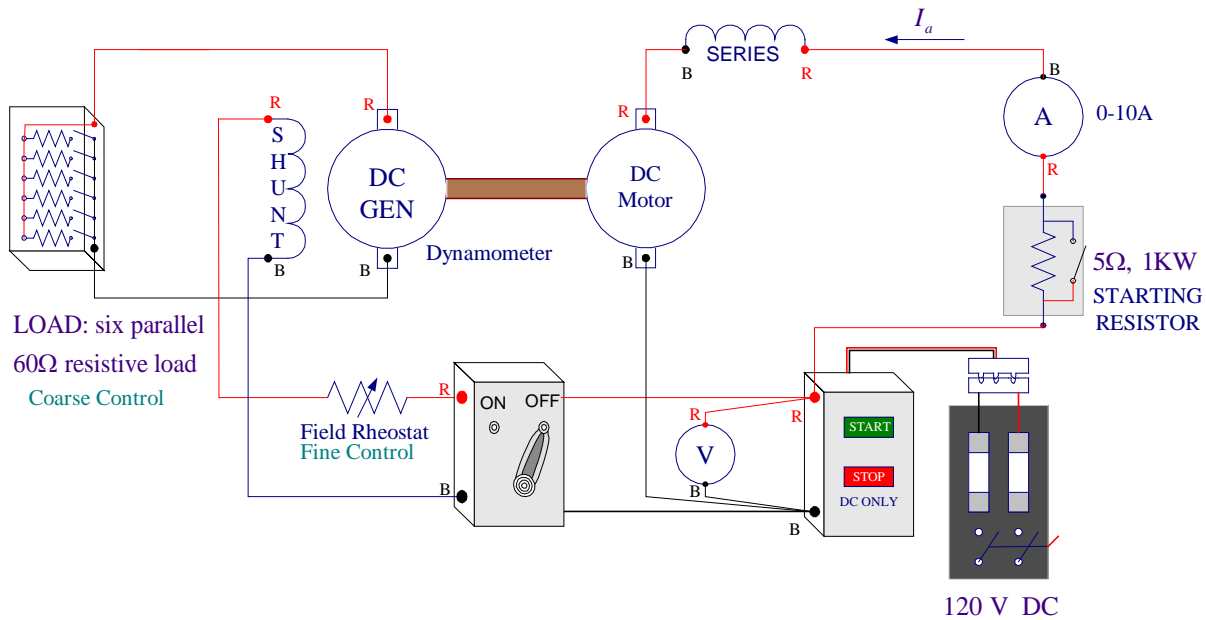 I_a
SERIES
B
R
B
A
0-10A
R
R
R
R
S
H
U
N
T
B
DC
GEN
DC
Motor
Dynamometer
B
B
5Ω, 1KW
STARTING
RESISTOR
LOAD: six parallel
60Ω resistive load
Coarse Control
R
ON
OFF
Field Rheostat
Fine Control
B
R
R
V
B
START
STOP
DC ONLY
B
120 V DC